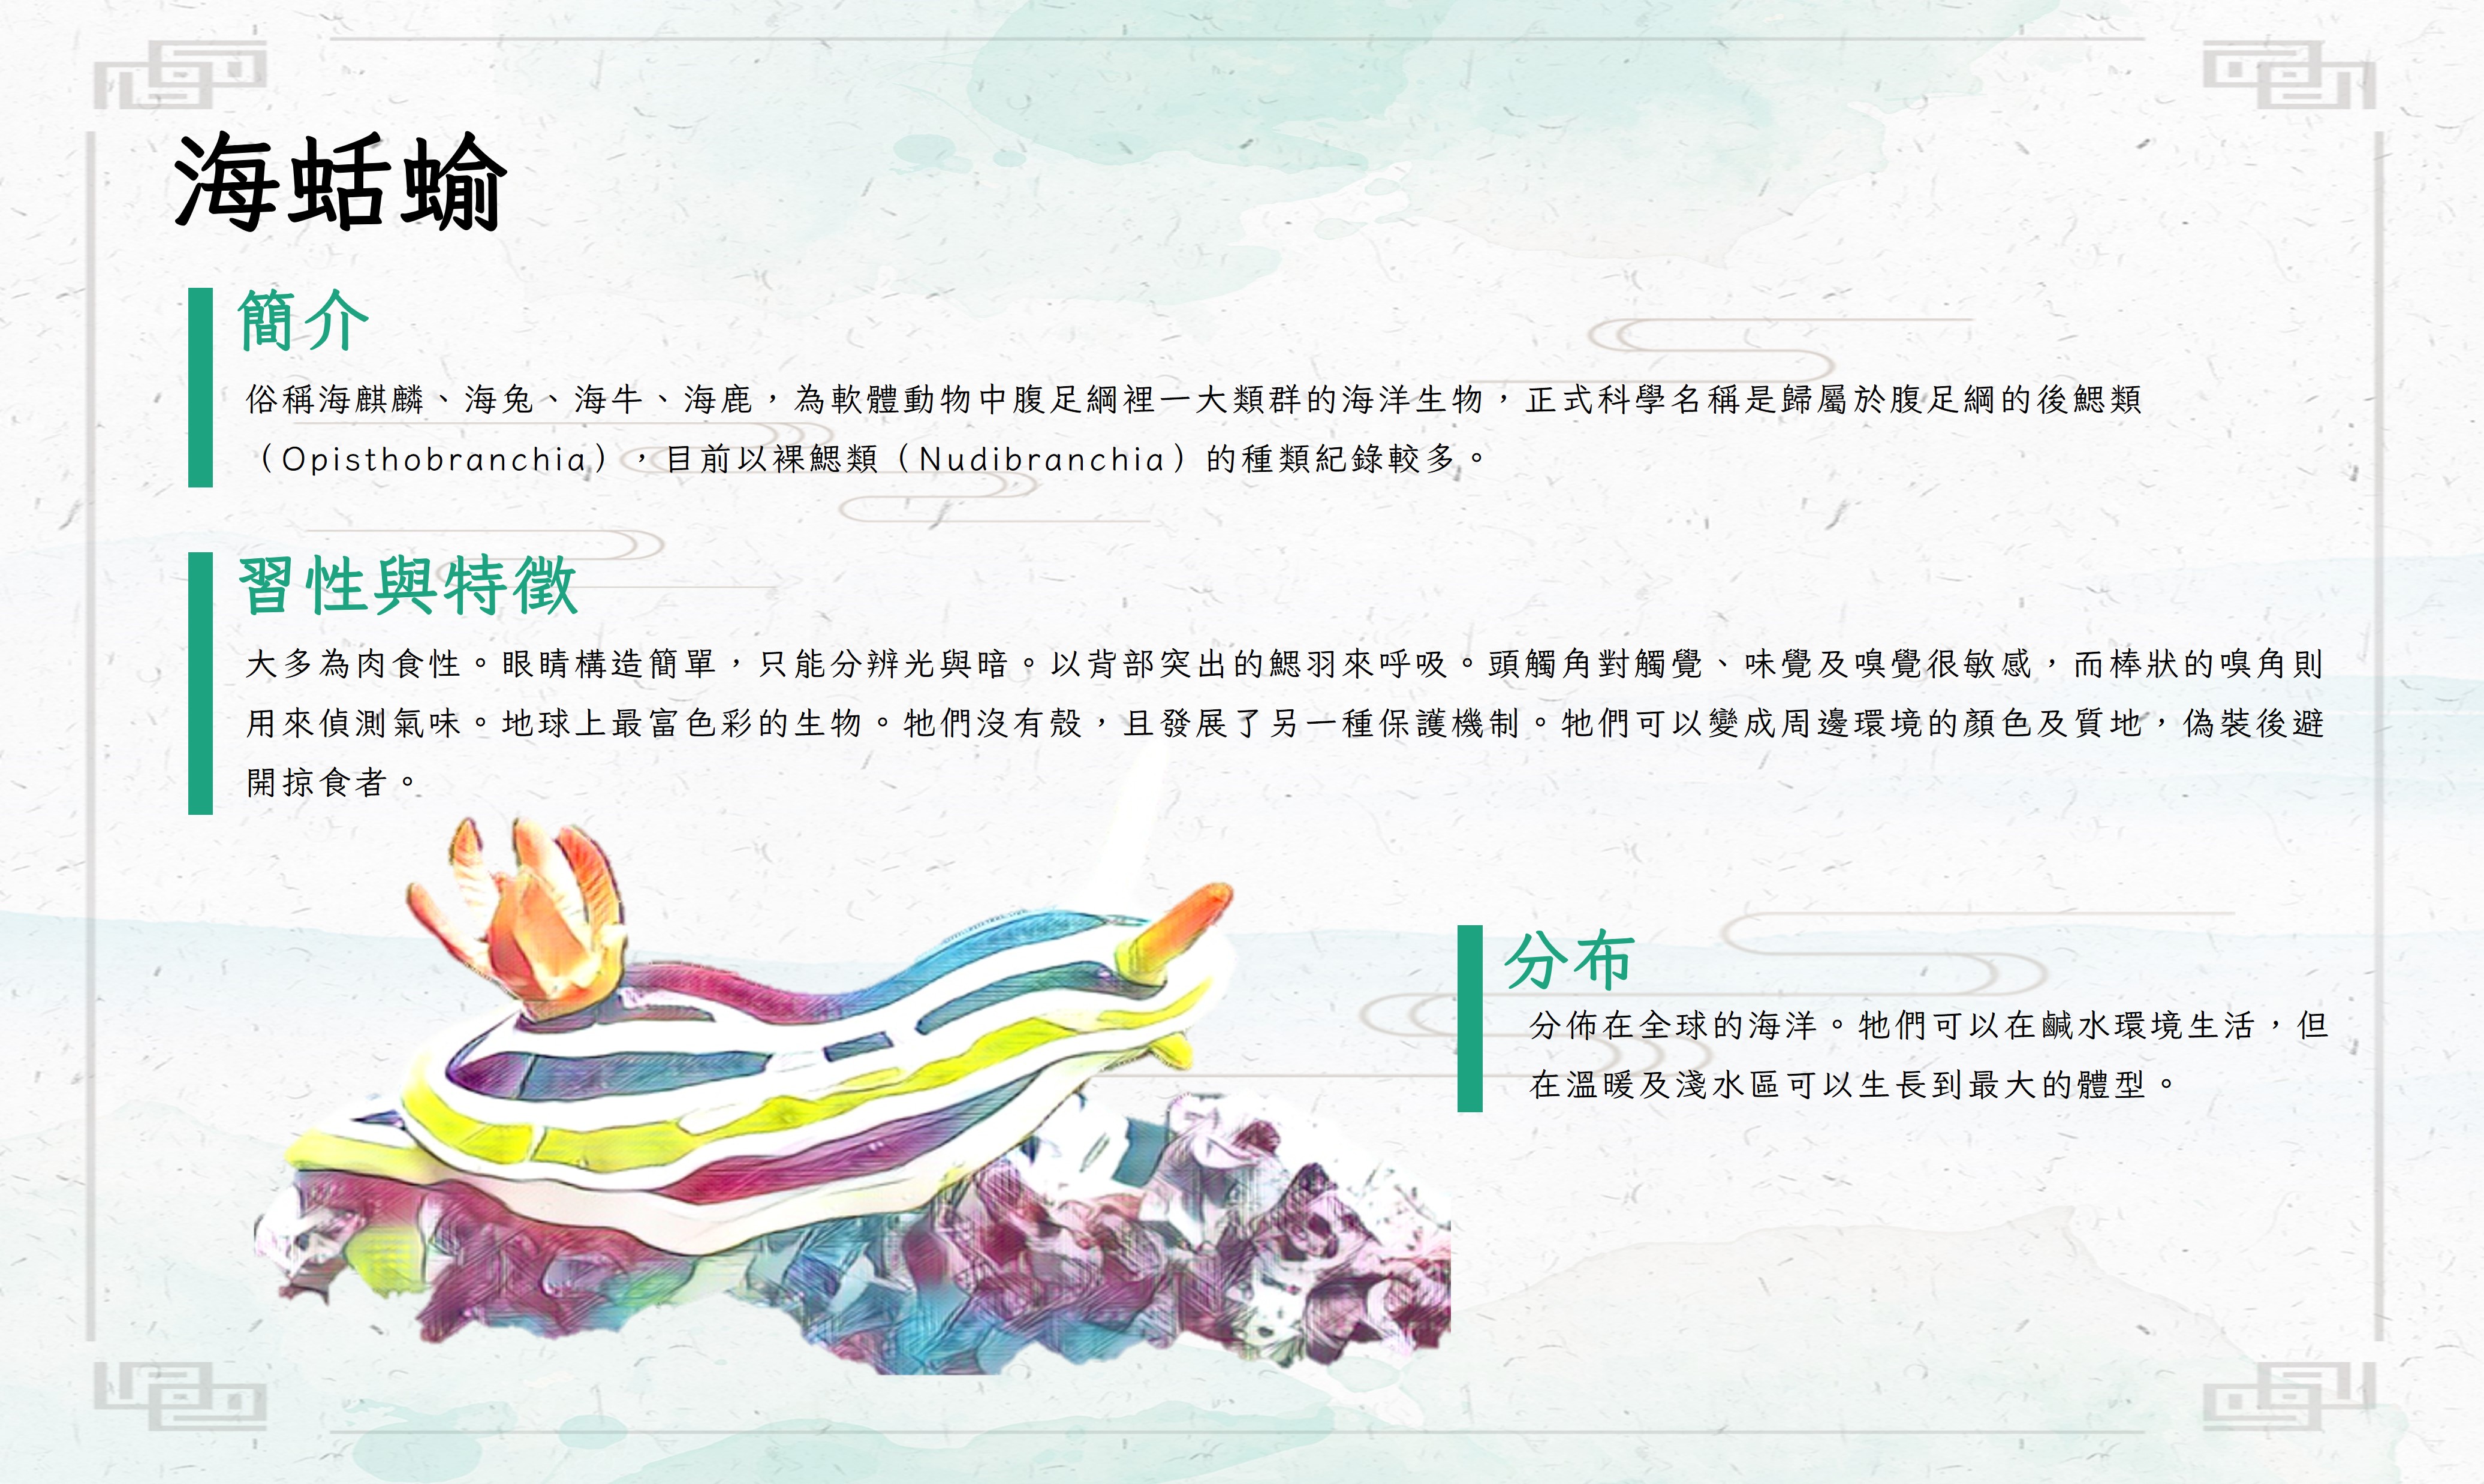 海蛞蝓
簡介
俗稱海麒麟、海兔、海牛、海鹿，為軟體動物中腹足綱裡一大類群的海洋生物，正式科學名稱是歸屬於腹足綱的後鰓類
（Opisthobranchia），目前以裸鰓類（Nudibranchia）的種類紀錄較多。
習性與特徵
大多為肉食性。眼睛構造簡單，只能分辨光與暗。以背部突出的鰓羽來呼吸。頭觸角對觸覺、味覺及嗅覺很敏感，而棒狀的嗅角則
用來偵測氣味。地球上最富色彩的生物。牠們沒有殼，且發展了另一種保護機制。牠們可以變成周邊環境的顏色及質地，偽裝後避
開掠食者。
分布
分佈在全球的海洋。牠們可以在鹹水環境生活，但
在溫暖及淺水區可以生長到最大的體型。